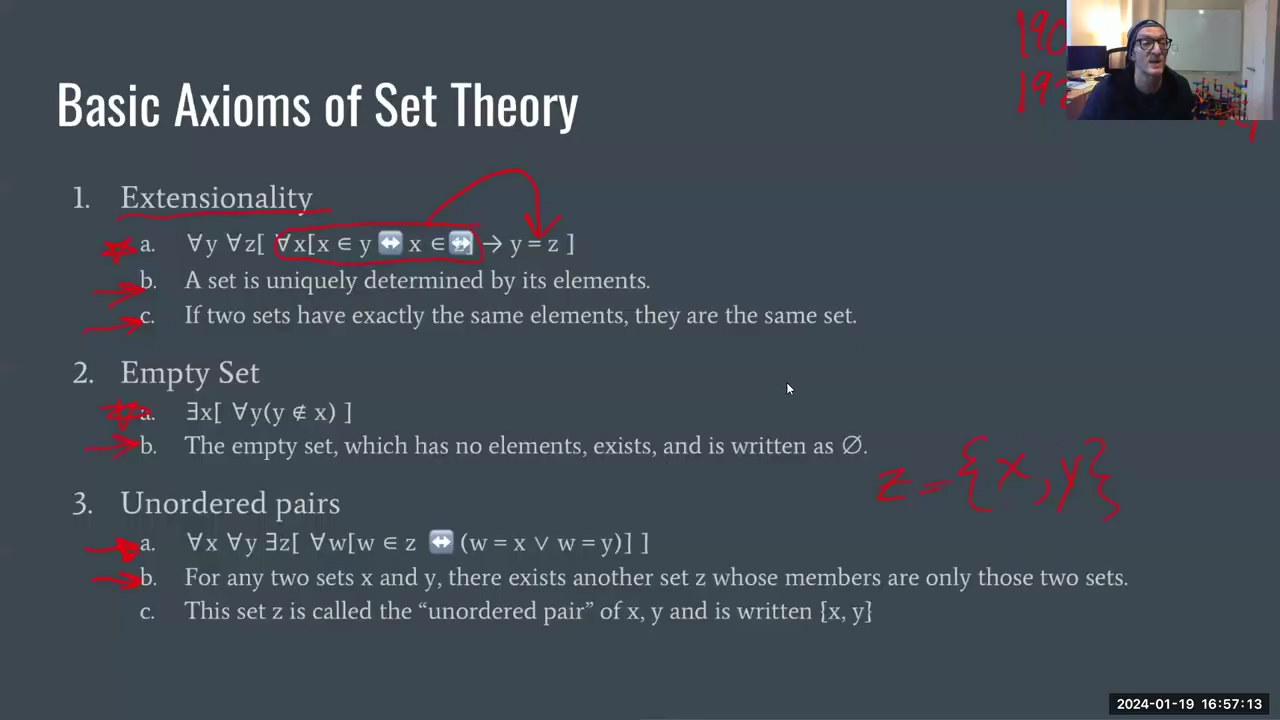 Basic Axioms of Set Theory
1. Extensionality
a. ∀y ∀z[ ∀x[x ∈ y ↔ x ∈ z] → y = z ]
b. A set is uniquely determined by its elements.
c. If two sets have exactly the same elements, they are the same set.
2. Empty Set
a. ∃x[ ∀y(y ∉ x) ]
b. The empty set, which has no elements, exists, and is written as ∅.
z = {x, y}
3. Unordered pairs
a. ∀x ∀y ∃z[ ∀w[w ∈ z ↔ (w = x ∨ w = y)] ]
b. For any two sets x and y, there exists another set z whose members are only those two sets.
c. This set z is called the “unordered pair” of x, y and is written {x, y}
2024-01-19 16:57:13